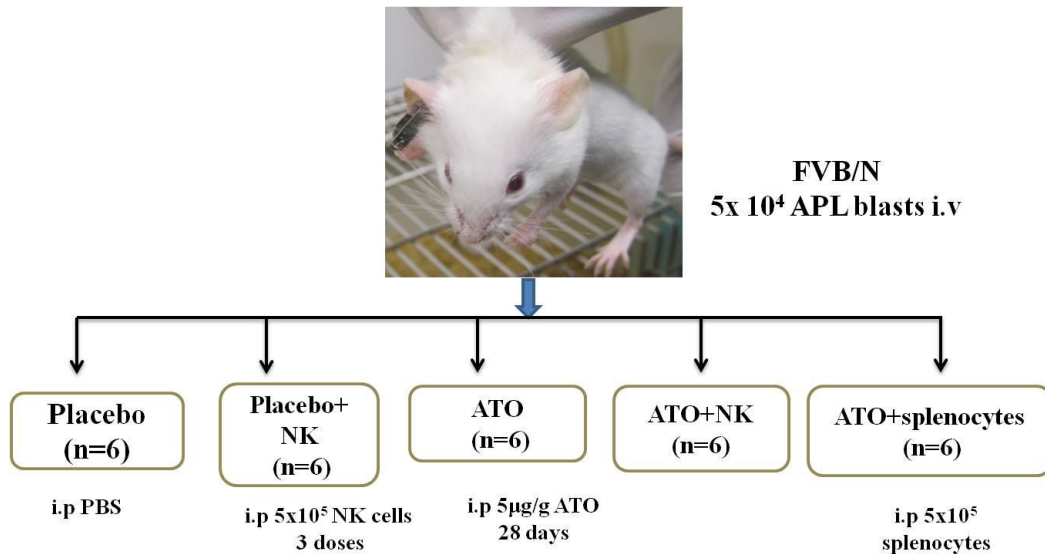 FVB/N
5x 10⁴ APL blasts i.v
Placebo
(n=6)
Placebo+
NK
(n=6)
ATO
(n=6)
ATO+NK
(n=6)
ATO+splenocytes
(n=6)
i.p PBS
i.p 5x10⁵ NK cells
3 doses
i.p 5µg/g ATO
28 days
i.p 5x10⁵
splenocytes